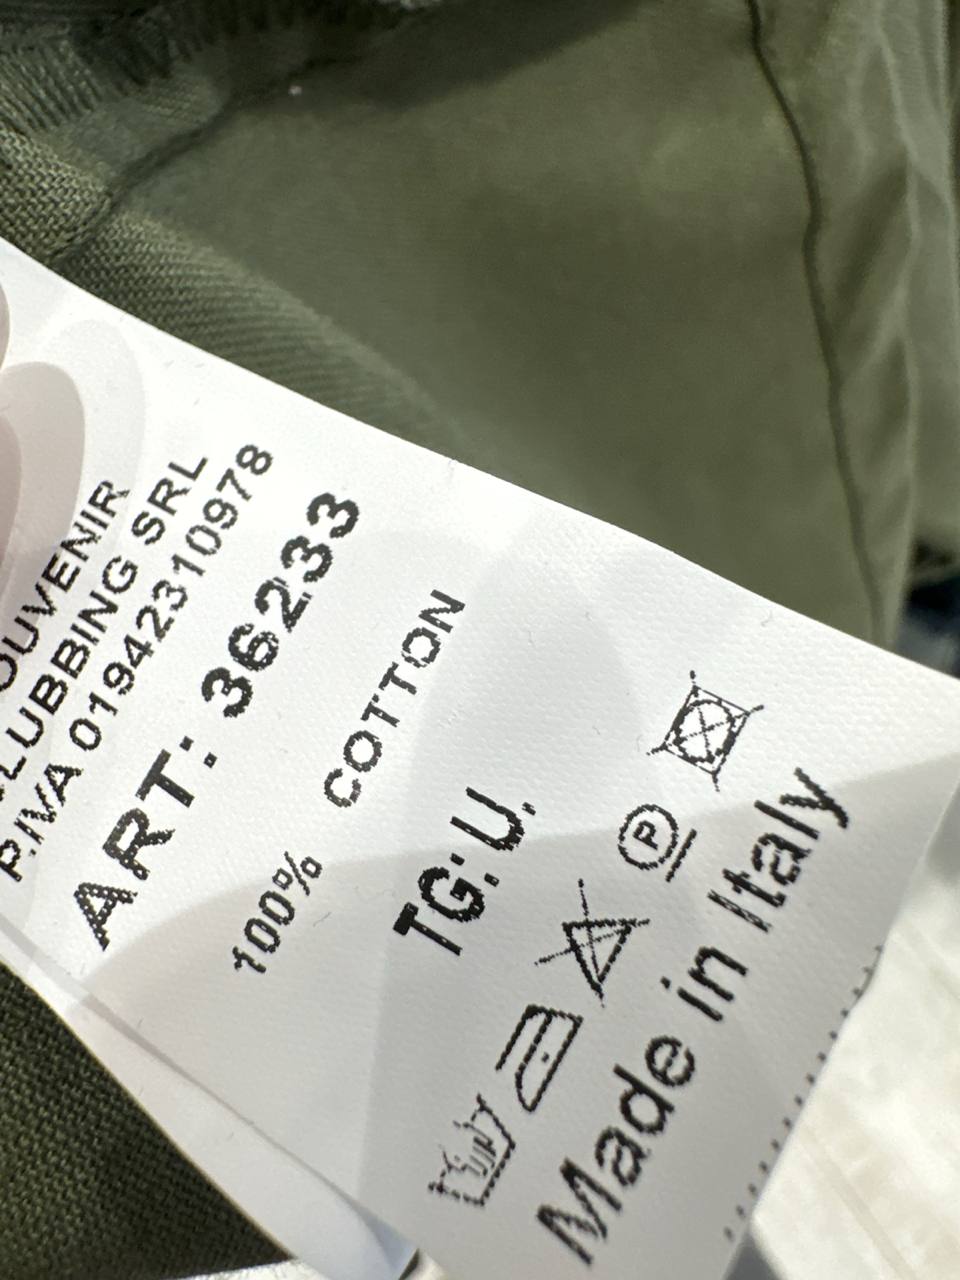 OUVENIR
LUBBING SRL
P.IVA 01942310978
ART: 36233
100% COTTON
TG: U.
P
Made in Italy